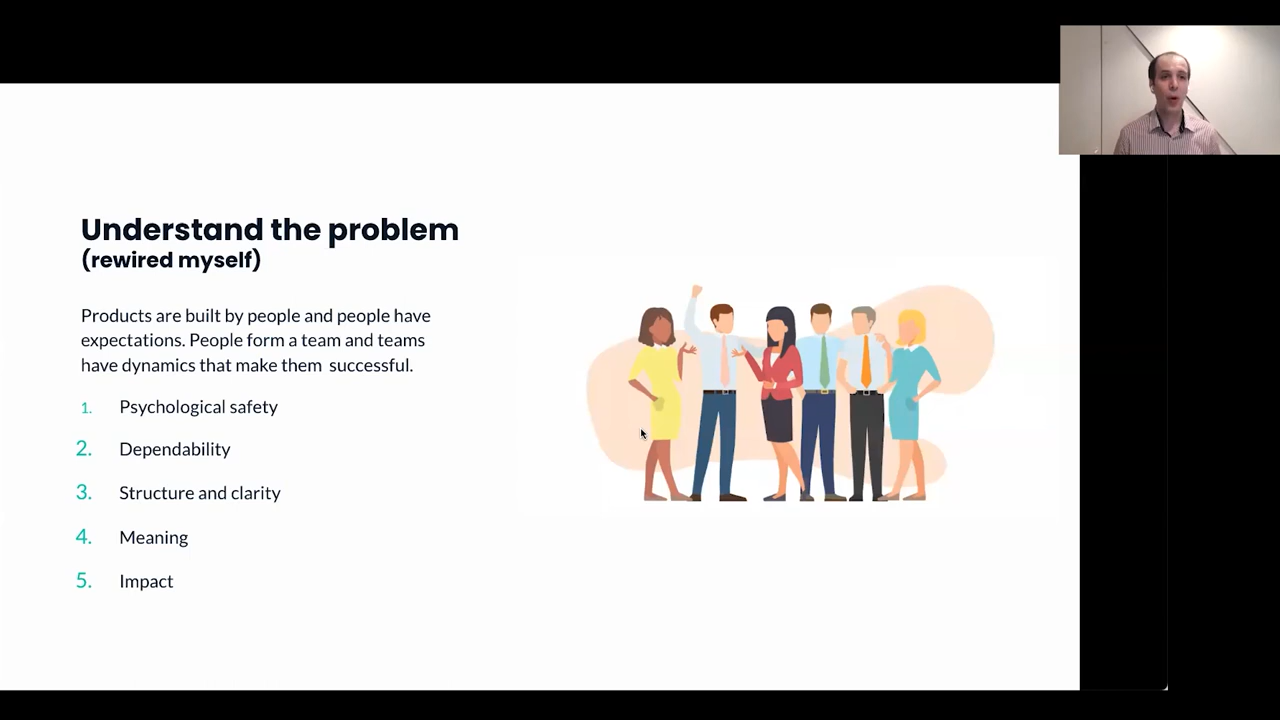 Understand the problem
(rewired myself)
Products are built by people and people have
expectations. People form a team and teams
have dynamics that make them successful.
1. Psychological safety
2. Dependability
3. Structure and clarity
4. Meaning
5. Impact